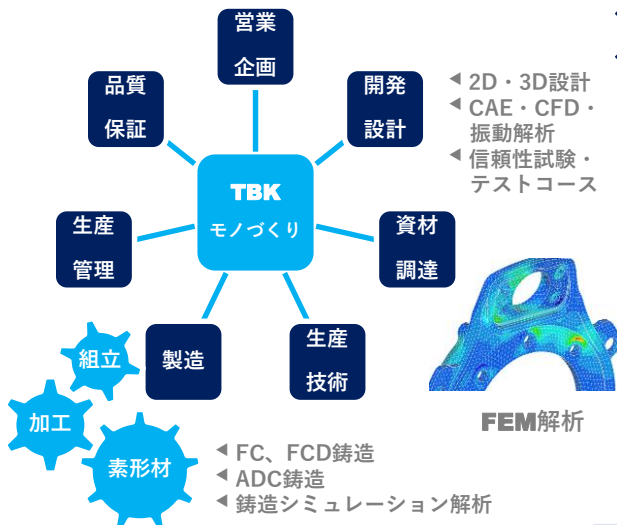 営業
企画
品質
保証
開発
設計
◀ 2D・3D設計
◀ CAE・CFD・
振動解析
◀ 信頼性試験・
テストコース
TBK
モノづくり
生産
管理
資材
調達
組立
製造
生産
技術
加工
FEM解析
素形材
◀ FC、FCD鋳造
◀ ADC鋳造
◀ 鋳造シミュレーション解析